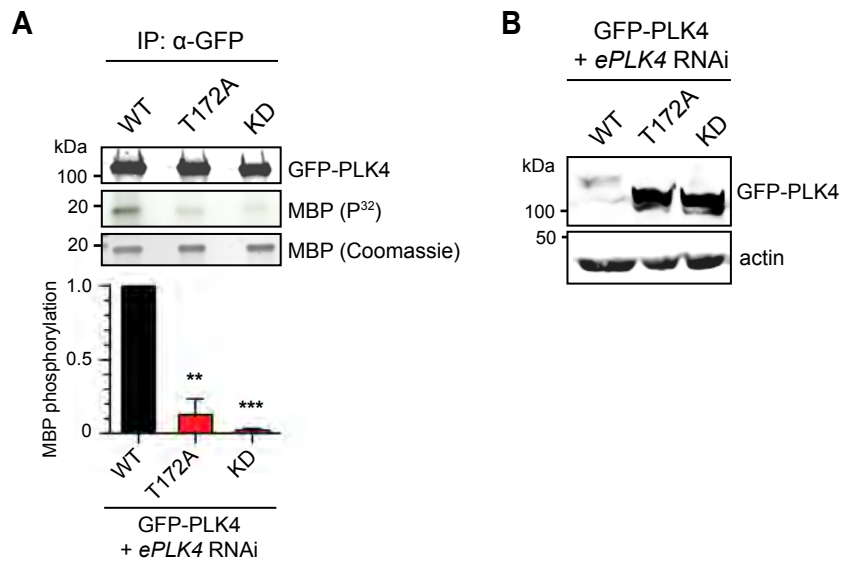 A
IP: α-GFP
WT
T172A
KD
kDa
100
GFP-PLK4
20
MBP (P³²)
20
MBP (Coomassie)
MBP phosphorylation
1.0
0.5
0
**
***
WT
T172A
KD
GFP-PLK4
+ ePLK4 RNAi
B
GFP-PLK4
+ ePLK4 RNAi
WT
T172A
KD
kDa
100
GFP-PLK4
50
actin